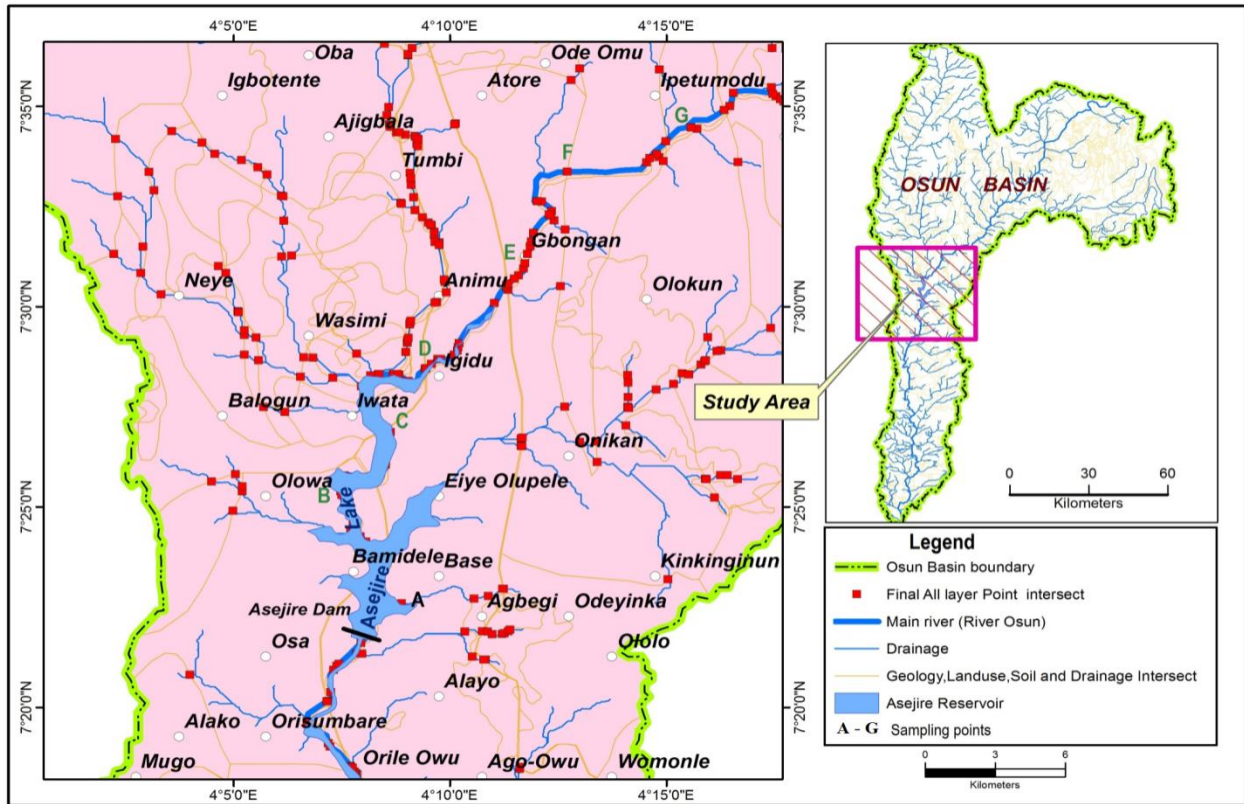 4°5'0"E
4°10'0"E
4°15'0"E
Oba
Ode Omu
Igbotente
Atore
Ipetumodu
7°35'0"N
7°35'0"N
Ajigbala
G
Tumbi
F
Gbongan
E
Neye
Animu
Olokun
7°30'0"N
7°30'0"N
Wasimi
D
Igidu
Balogun
Iwata
C
Onikan
Olowa
Eiye Olupele
B
7°25'0"N
7°25'0"N
Asejire Lake
Bamidele
Base
Kinkinginun
A
Agbegi
Odeyinka
Asejire Dam
Osa
Ololo
Alayo
7°20'0"N
7°20'0"N
Alako
Orisumbare
Mugo
Orile Owu
Ago-Owu
Womonle
4°5'0"E
4°10'0"E
4°15'0"E
OSUN BASIN
Study Area
0 30 60
Kilometers
Legend
Osun Basin boundary
Final All layer Point intersect
Main river (River Osun)
Drainage
Geology,Landuse,Soil and Drainage Intersect
Asejire Reservoir
A - G Sampling points
0 3 6
Kilometers